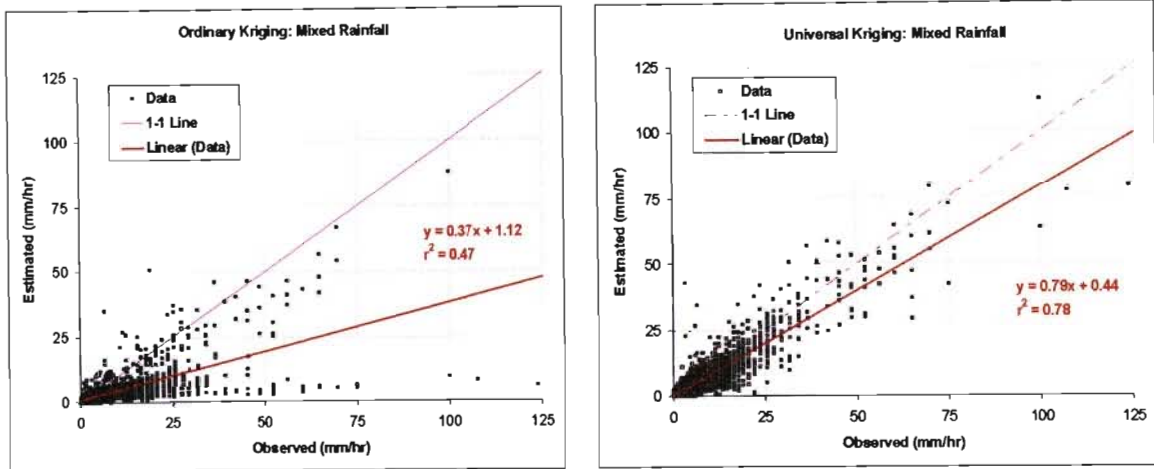 Ordinary Kriging: Mixed Rainfall
125
100
75
50
25
0
Estimated (mm/hr)
Data
1-1 Line
Linear (Data)
y = 0.37x + 1.12
r² = 0.47
0 25 50 75 100 125
Observed (mm/hr)
Universal Kriging: Mixed Rainfall
125
100
75
50
25
0
Estimated (mm/hr)
Data
1-1 Line
Linear (Data)
y = 0.79x + 0.44
r² = 0.78
0 25 50 75 100 125
Observed (mm/hr)